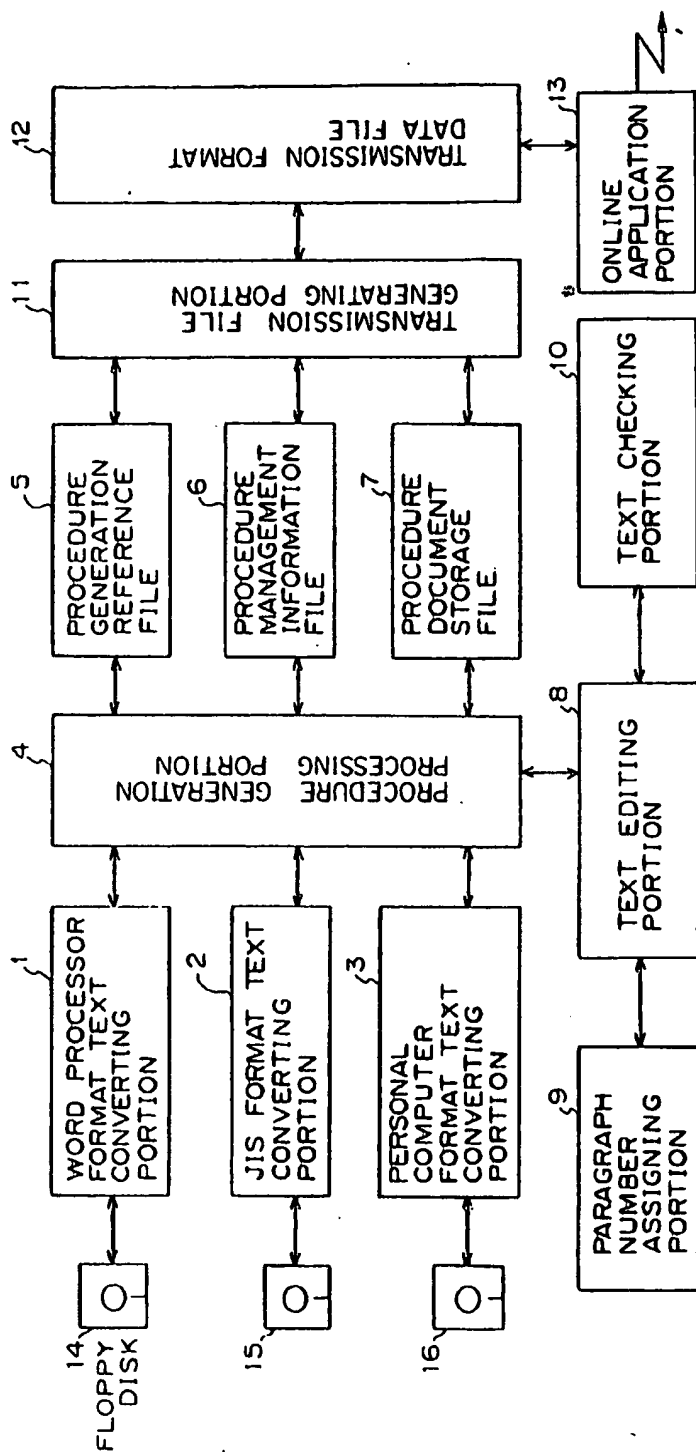 14
FLOPPY
DISK
1
WORD PROCESSOR
FORMAT TEXT
CONVERTING
PORTION
15
2
JIS FORMAT TEXT
CONVERTING
PORTION
16
3
PERSONAL
COMPUTER
FORMAT TEXT
CONVERTING
PORTION
4
PROCEDURE GENERATION
PROCESSING PORTION
5
PROCEDURE
GENERATION
REFERENCE
FILE
6
PROCEDURE
MANAGEMENT
INFORMATION
FILE
7
PROCEDURE
DOCUMENT
STORAGE
FILE
11
TRANSMISSION FILE
GENERATING PORTION
12
TRANSMISSION FORMAT
DATA FILE
9
PARAGRAPH
NUMBER
ASSIGNING
PORTION
8
TEXT EDITING
PORTION
10
TEXT CHECKING
PORTION
13
ONLINE
APPLICATION
PORTION